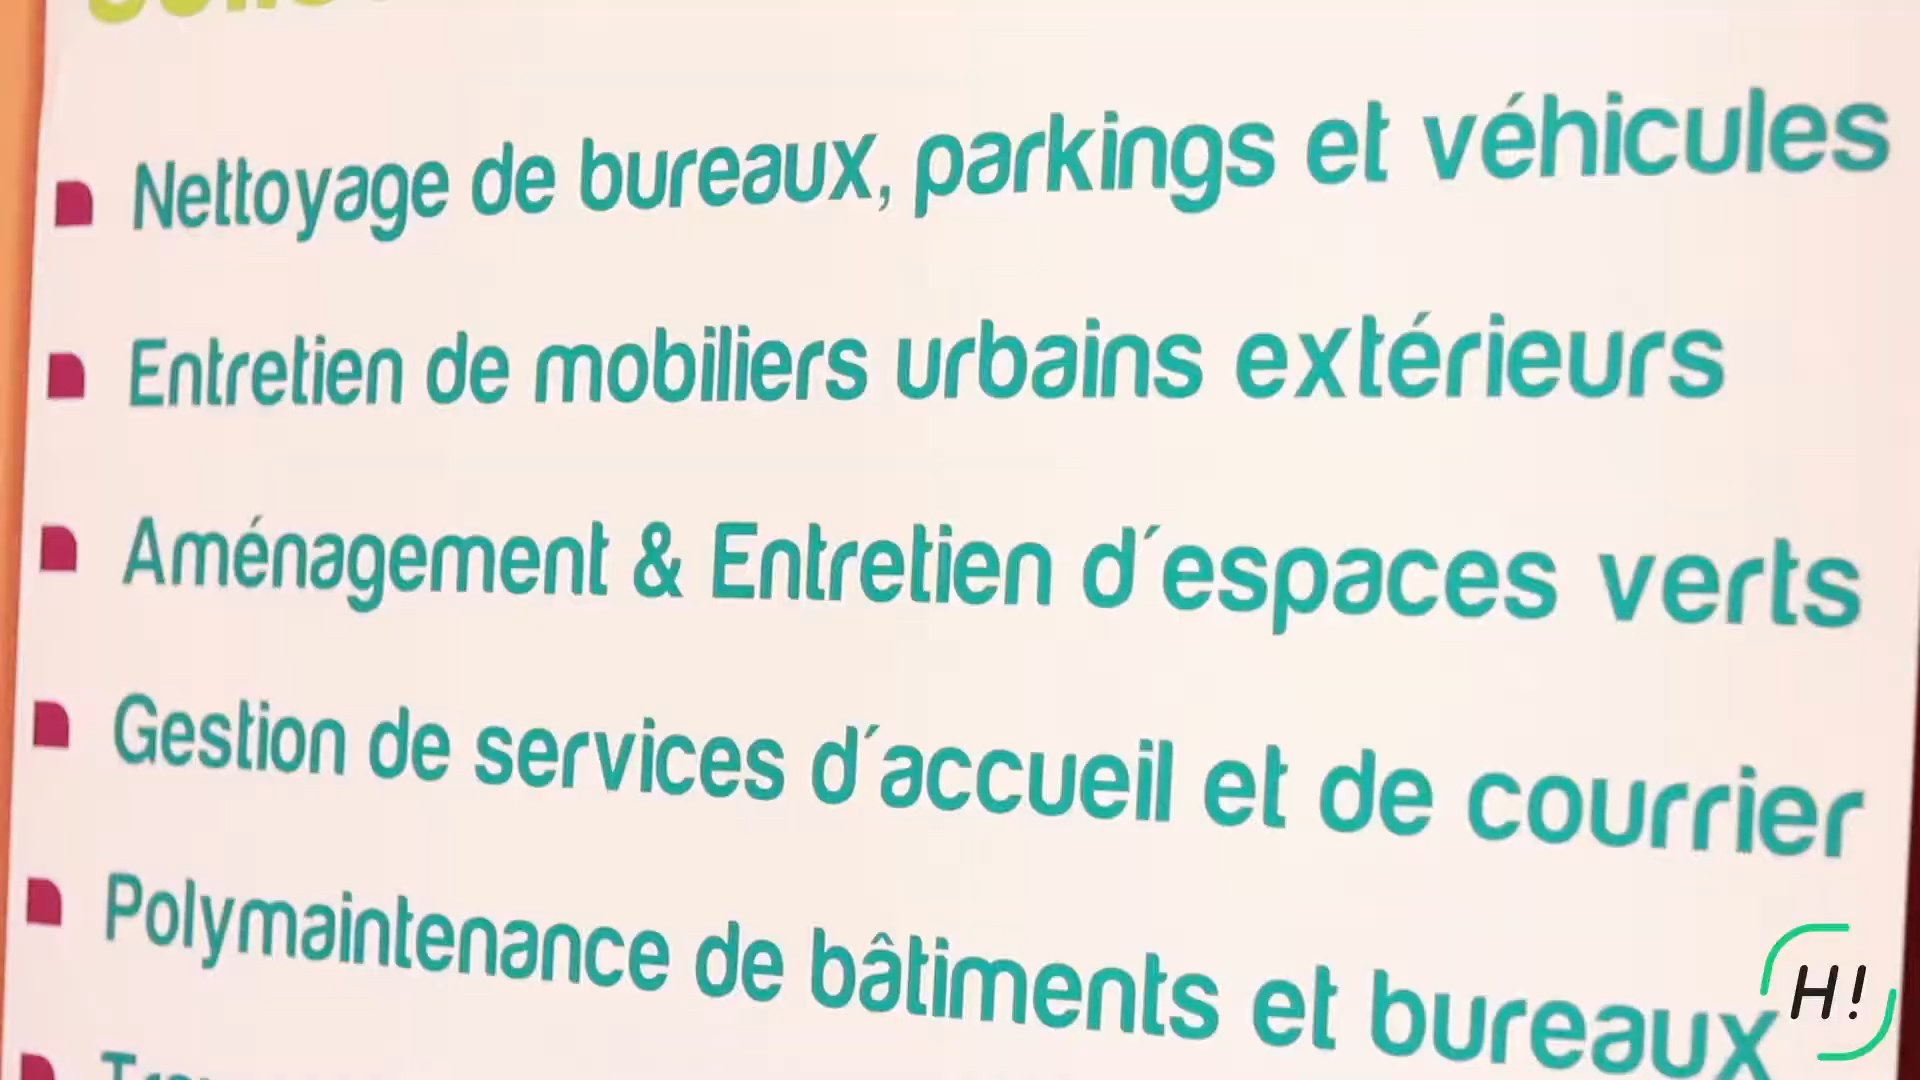 Nettoyage de bureaux, parkings et véhicules
Entretien de mobiliers urbains extérieurs
Aménagement & Entretien d´espaces verts
Gestion de services d´accueil et de courrier
Polymaintenance de bâtiments et bureaux
H!